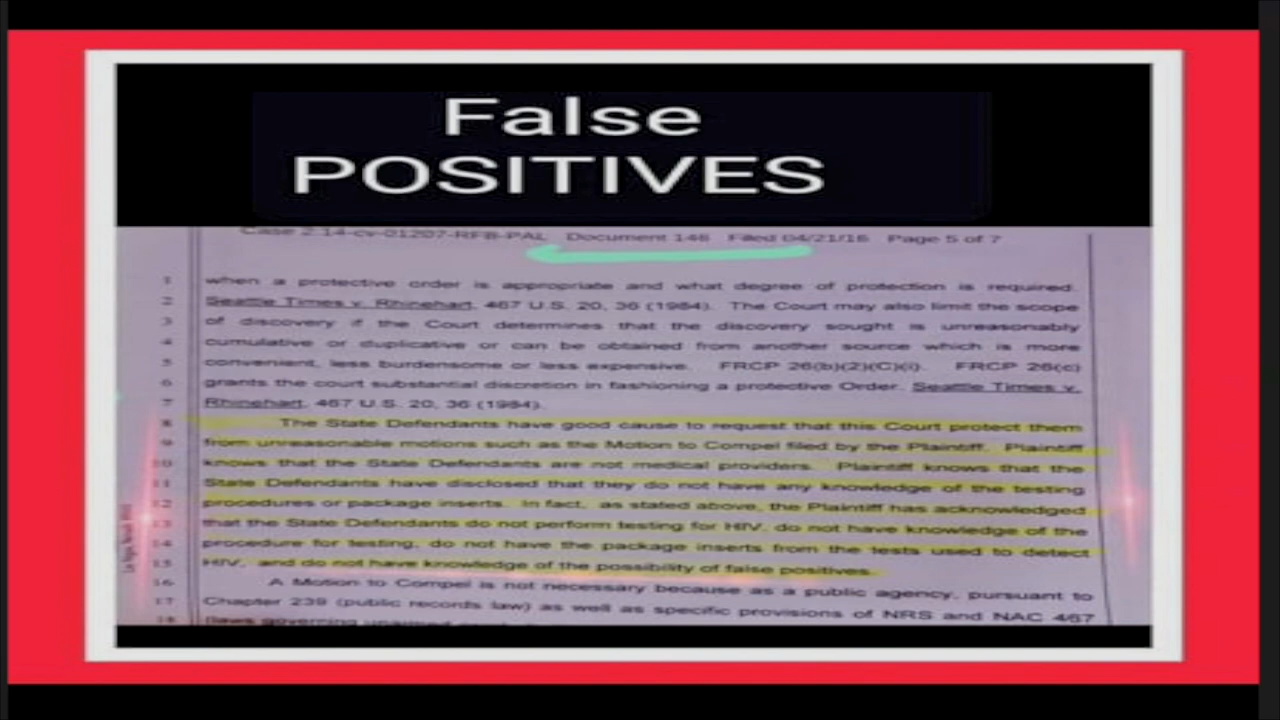 False
POSITIVES
Case 2:14-cv-01207-RFB-PAL Document 146 Filed 04/21/16 Page 5 of 7
1 when a protective order is appropriate and what degree of protection is required.
2 Seattle Times v. Rhinehart, 467 U.S. 20, 36 (1984). The Court may also limit the scope
3 of discovery if the Court determines that the discovery sought is unreasonably
4 cumulative or duplicative or can be obtained from another source which is more
5 convenient, less burdensome or less expensive. FRCP 26(b)(2)(C)(i). FRCP 26(c)
6 grants the court substantial discretion in fashioning a protective Order. Seattle Times v.
7 Rhinehart, 467 U.S. 20, 36 (1984).
8 The State Defendants have good cause to request that this Court protect them
9 from unreasonable motions such as the Motion to Compel filed by the Plaintiff. Plaintiff
10 knows that the State Defendants are not medical providers. Plaintiff knows that the
11 State Defendants have disclosed that they do not have any knowledge of the testing
12 procedures or package inserts. In fact, as stated above, the Plaintiff has acknowledged
13 that the State Defendants do not perform testing for HIV, do not have knowledge of the
14 procedure for testing, do not have the package inserts from the tests used to detect
15 HIV, and do not have knowledge of the possibility of false positives.
16 A Motion to Compel is not necessary because as a public agency, pursuant to
17 Chapter 239 (public records law) as well as specific provisions of NRS and NAC 467
18 (laws governing